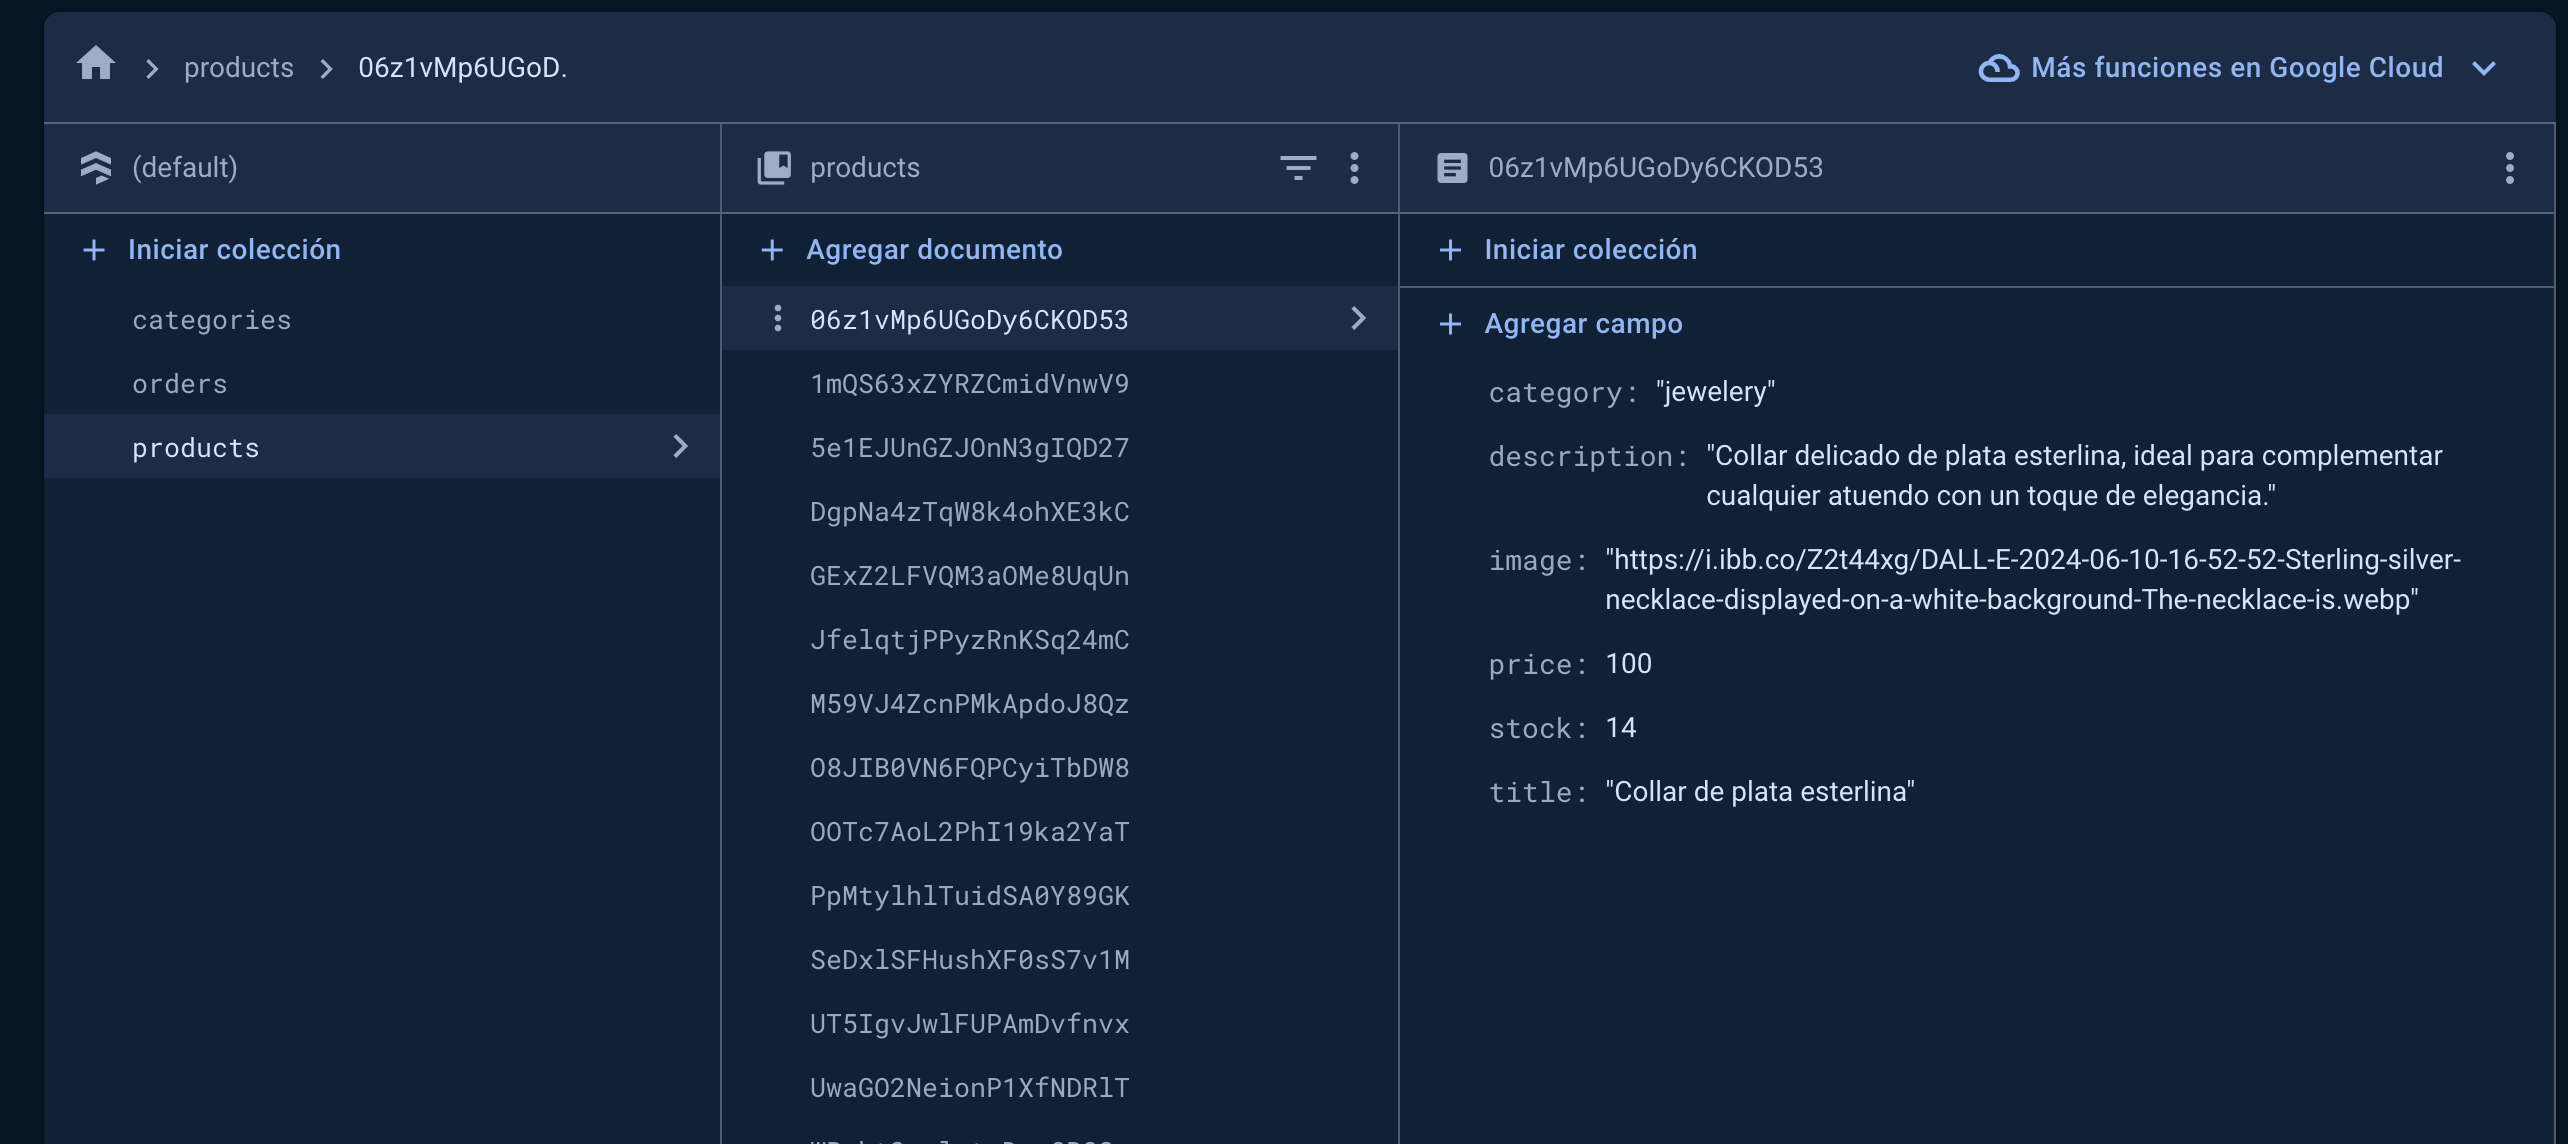 products
06z1vMp6UGoD.
Más funciones en Google Cloud
(default)
Iniciar colección
categories
orders
products
products
Agregar documento
06z1vMp6UGoDy6CKOD53
1mQS63xZYRZCmidVnwV9
5e1EJUnGZJOnN3gIQD27
DgpNa4zTqW8k4ohXE3kC
GExZ2LFVQM3aOMe8UqUn
JfelqtjPPyzRnKSq24mC
M59VJ4ZcnPMkApdoJ8Qz
O8JIB0VN6FQPCyiTbDW8
OOTc7AoL2PhI19ka2YaT
PpMtylhlTuidSA0Y89GK
SeDxlSFHushXF0sS7v1M
UT5IgvJwlFUPAmDvfnvx
UwaGO2NeionP1XfNDRlT
06z1vMp6UGoDy6CKOD53
Iniciar colección
Agregar campo
category: "jewelery"
description: "Collar delicado de plata esterlina, ideal para complementar
cualquier atuendo con un toque de elegancia."
image: "https://i.ibb.co/Z2t44xg/DALL-E-2024-06-10-16-52-52-Sterling-silver-
necklace-displayed-on-a-white-background-The-necklace-is.webp"
price: 100
stock: 14
title: "Collar de plata esterlina"